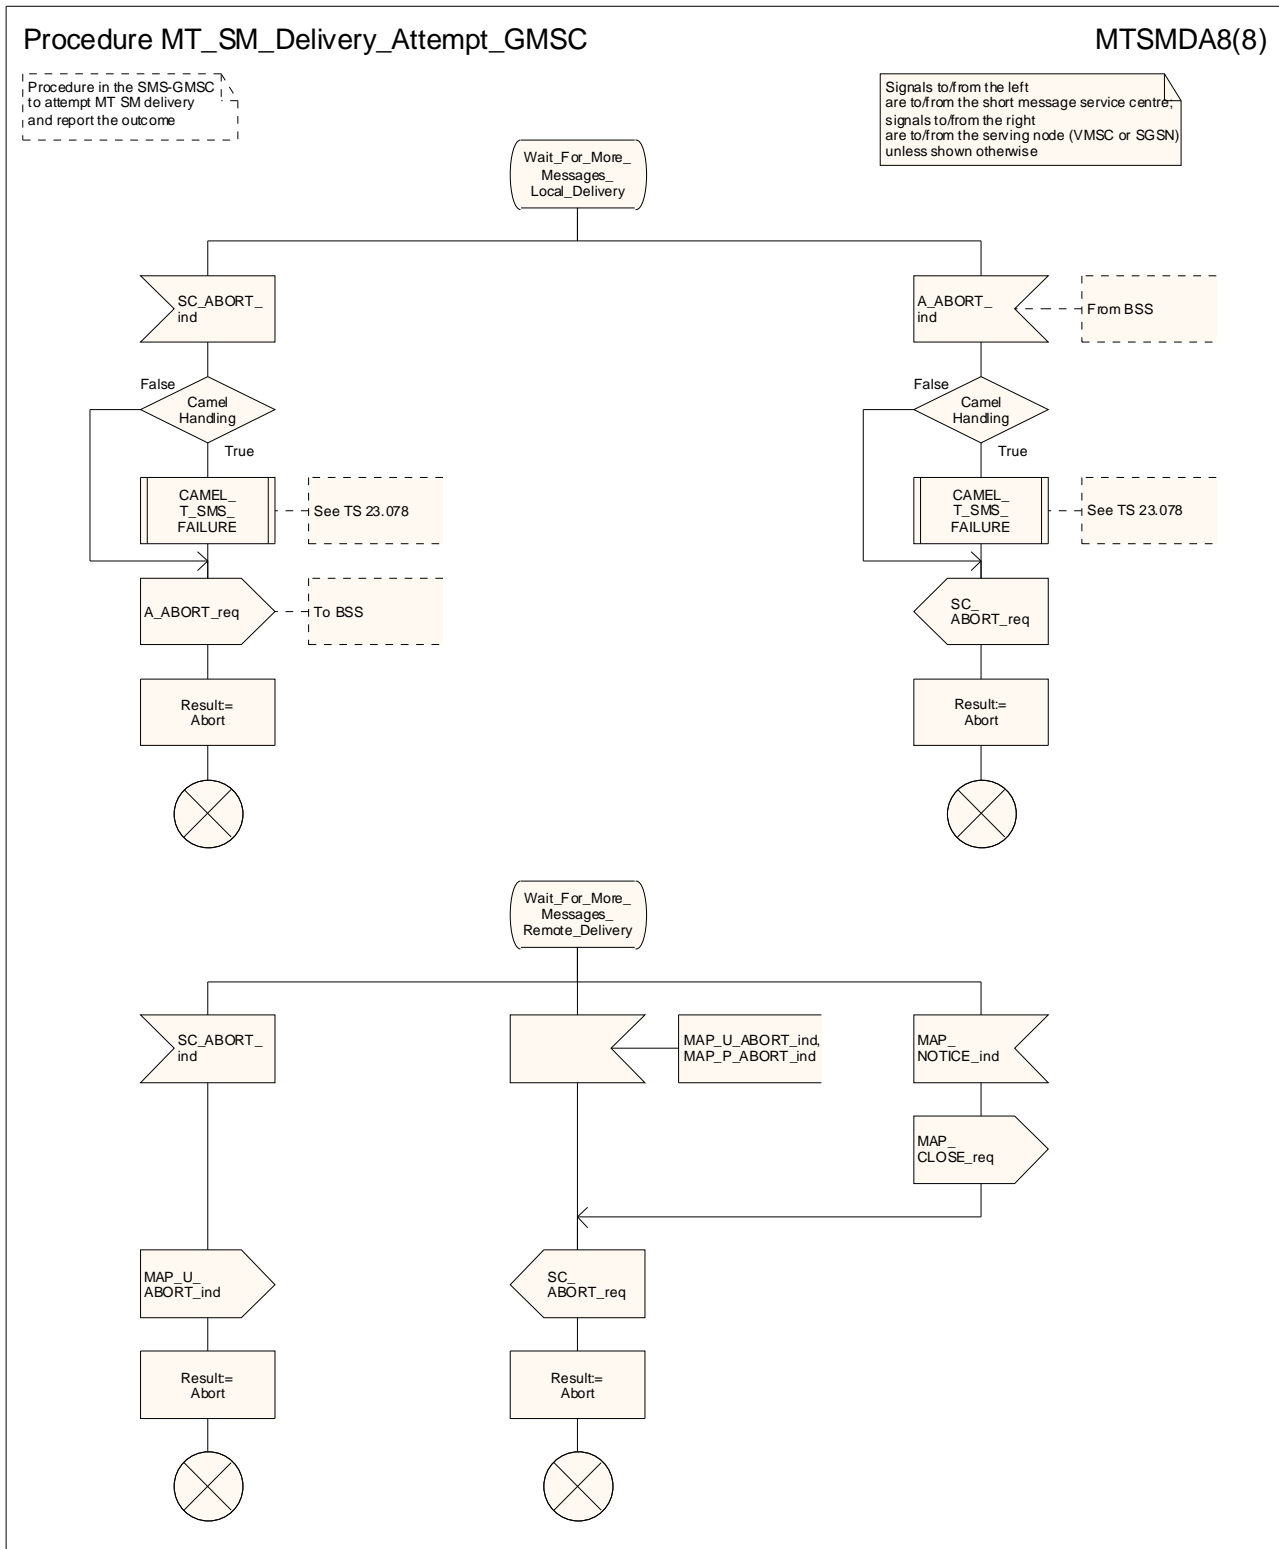 Procedure MT_SM_Delivery_Attempt_GMSC
MTSMDA8(8)
Procedure in the SMS-GMSC
to attempt MT SM delivery
and report the outcome
Signals to/from the left
are to/from the short message service centre;
signals to/from the right
are to/from the serving node (VMSC or SGSN)
unless shown otherwise
Wait_For_More_
Messages_
Local_Delivery
SC_ABORT_
ind
A_ABORT_
ind
From BSS
False
Camel
Handling
True
False
Camel
Handling
True
CAMEL_
T_SMS_
FAILURE
See TS 23.078
CAMEL_
T_SMS_
FAILURE
See TS 23.078
A_ABORT_req
To BSS
SC_
ABORT_req
Result:=
Abort
Result:=
Abort
Wait_For_More_
Messages_
Remote_Delivery
SC_ABORT_
ind
MAP_U_ABORT_ind,
MAP_P_ABORT_ind
MAP_
NOTICE_ind
MAP_
CLOSE_req
MAP_U_
ABORT_ind
SC_
ABORT_req
Result:=
Abort
Result:=
Abort